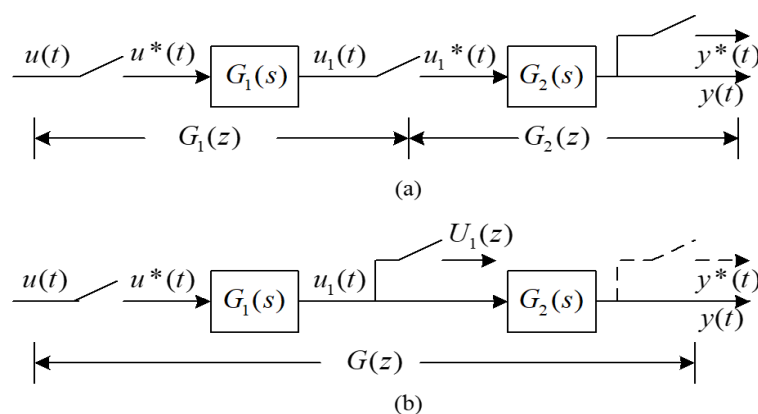 u(t) u*(t) G₁(s) u₁(t) u₁*(t) G₂(s) y*(t)
y(t)
G₁(z) G₂(z)
(a)
U₁(z)
u(t) u*(t) G₁(s) u₁(t) G₂(s) y*(t)
y(t)
G(z)
(b)